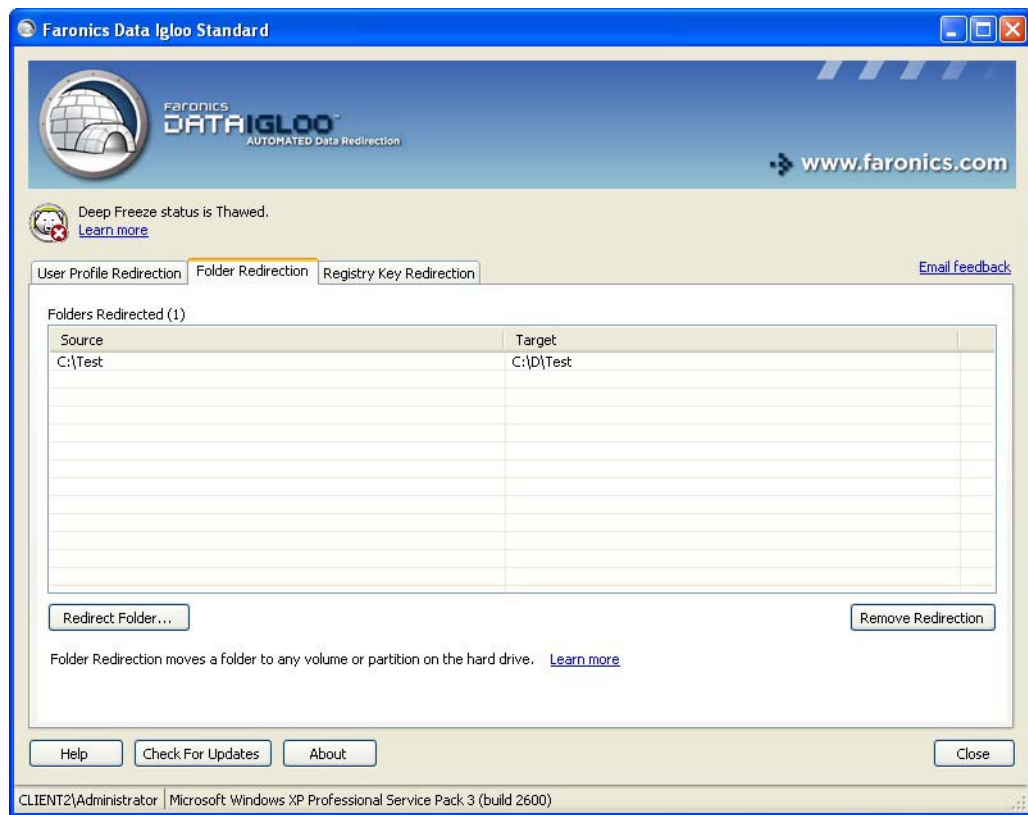 Faronics Data Igloo Standard
Faronics
DATAIGLOO™
AUTOMATED Data Redirection
www.faronics.com
Deep Freeze status is Thawed.
Learn more
User Profile Redirection Folder Redirection Registry Key Redirection Email feedback
Folders Redirected (1)
Source Target
C:\Test C:\D\Test
Redirect Folder... Remove Redirection
Folder Redirection moves a folder to any volume or partition on the hard drive. Learn more
Help Check For Updates About Close
CLIENT2\Administrator Microsoft Windows XP Professional Service Pack 3 (build 2600)